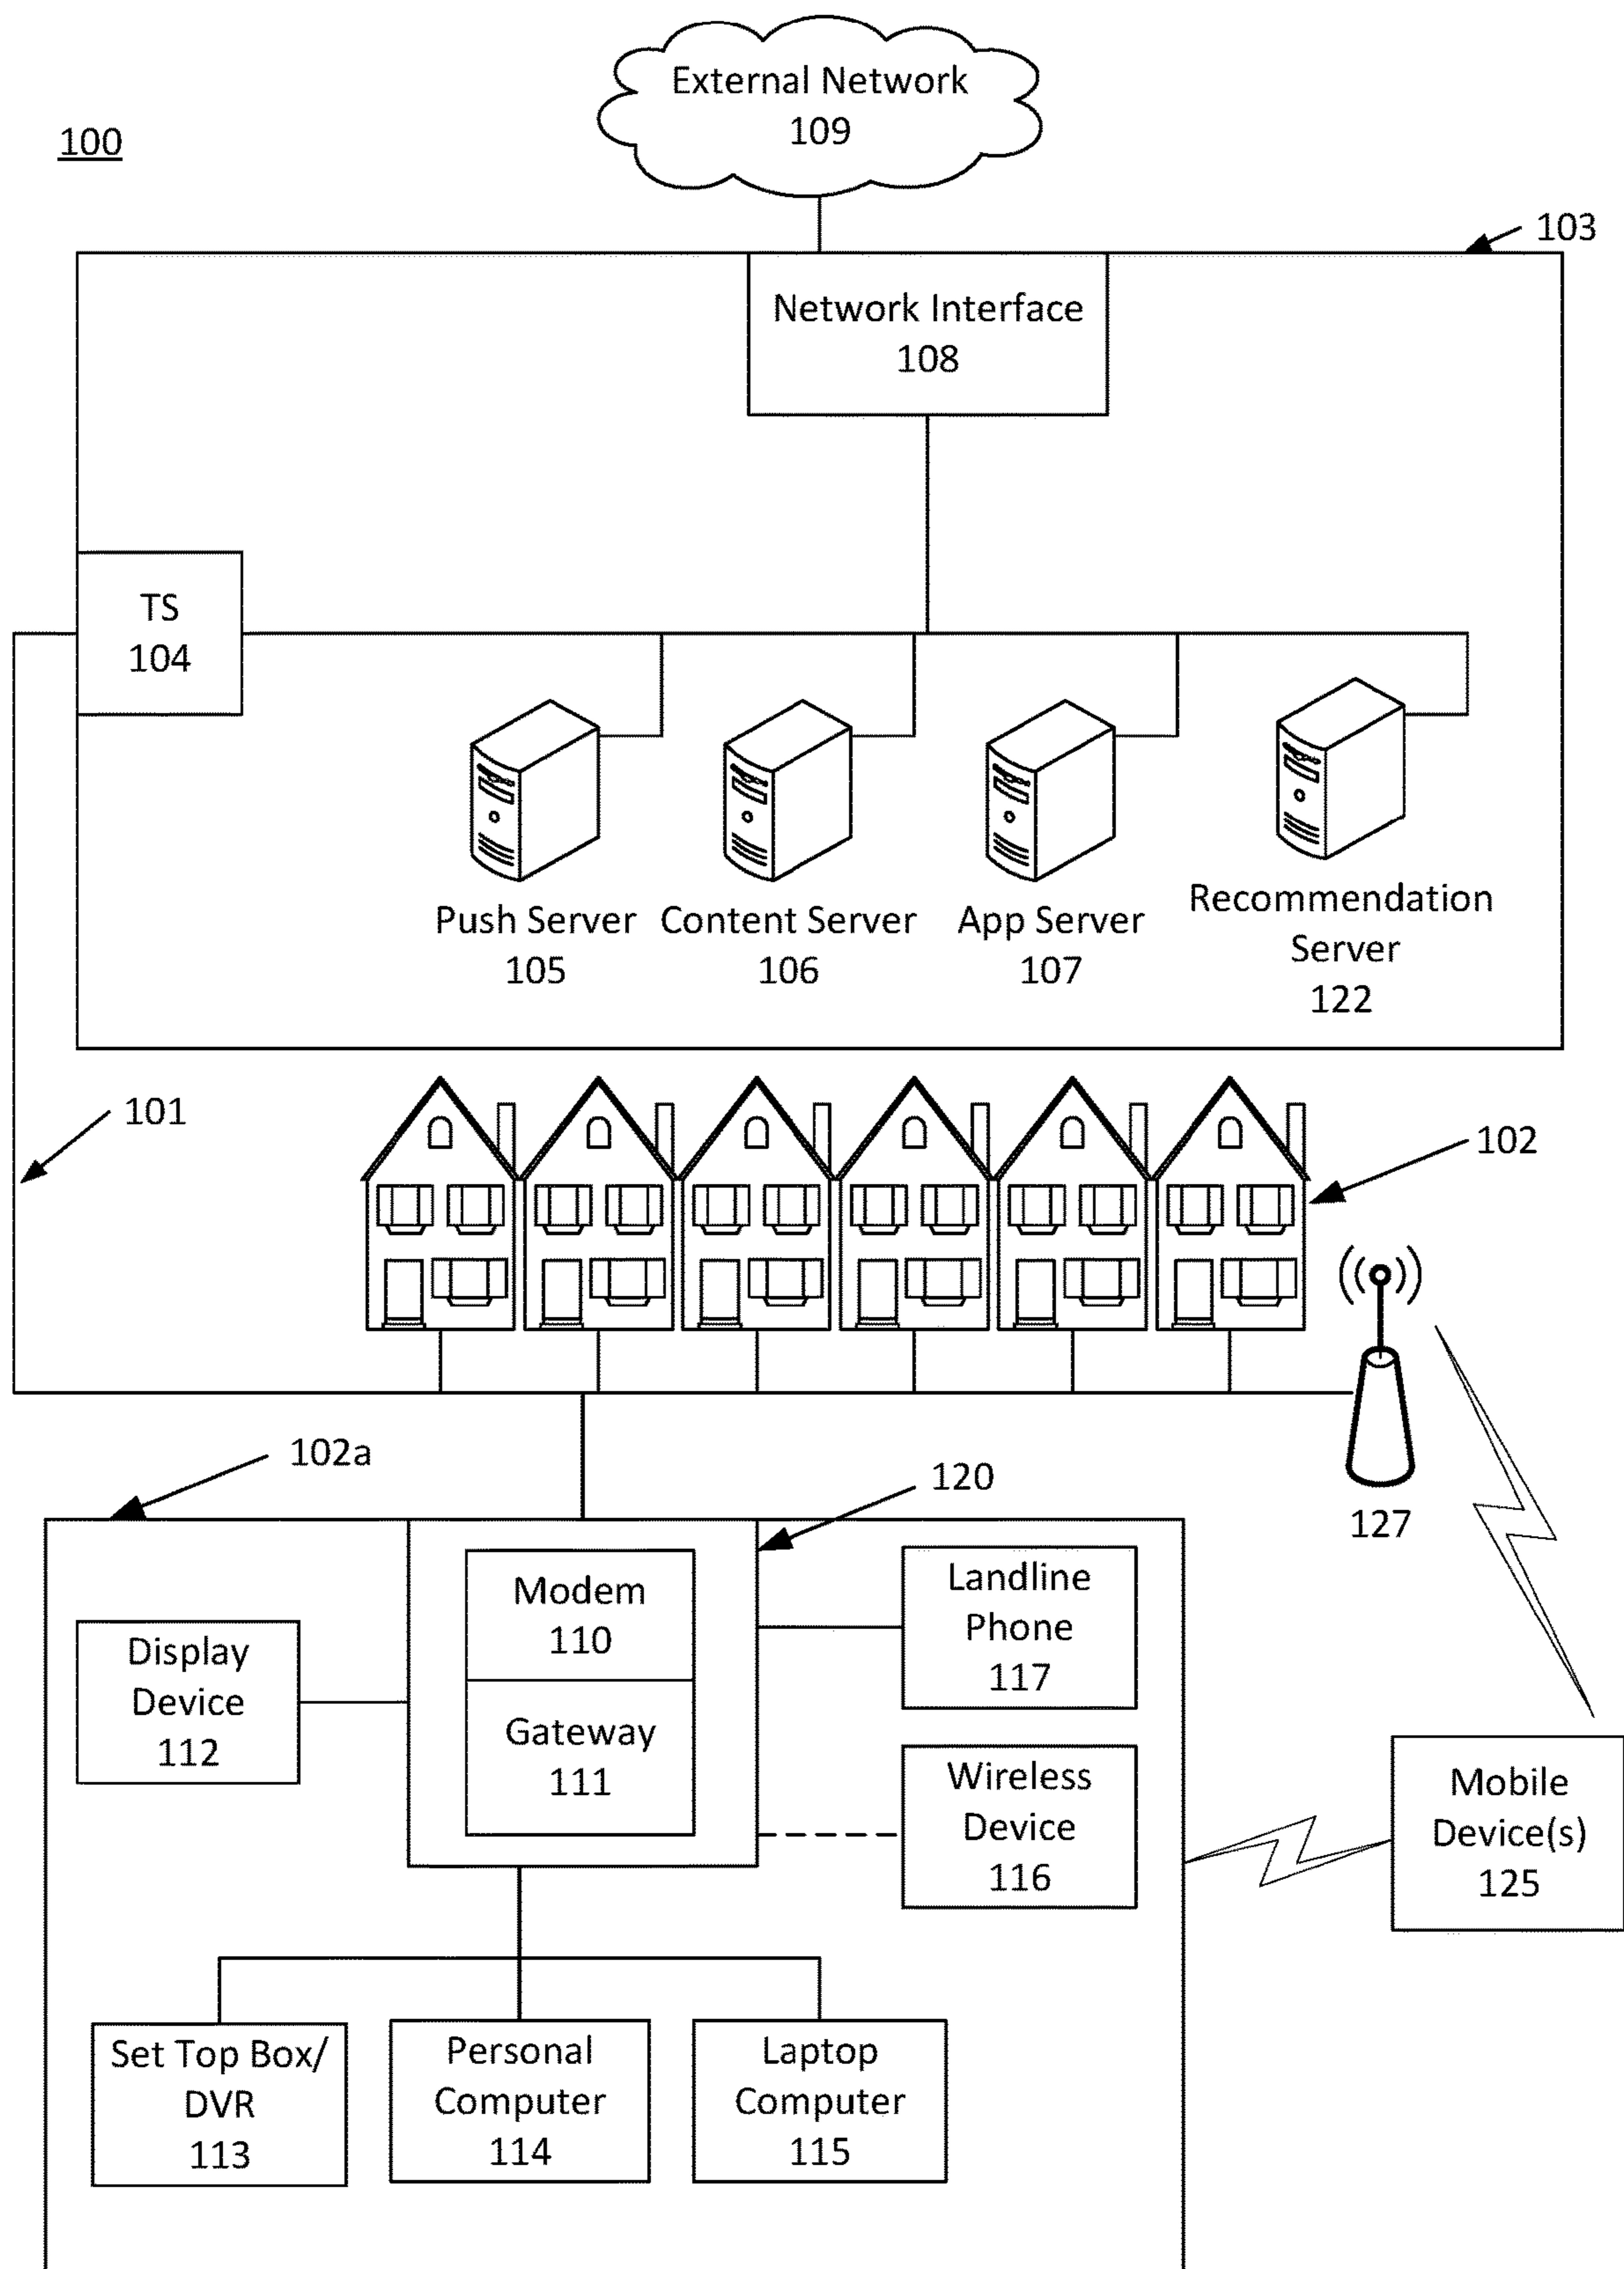 External Network
109
100
103
Network Interface
108
TS
104
Push Server
105
Content Server
106
App Server
107
Recommendation
Server
122
101
102
127
102a
120
Modem
110
Gateway
111
Display
Device
112
Landline
Phone
117
Wireless
Device
116
Mobile
Device(s)
125
Set Top Box/
DVR
113
Personal
Computer
114
Laptop
Computer
115